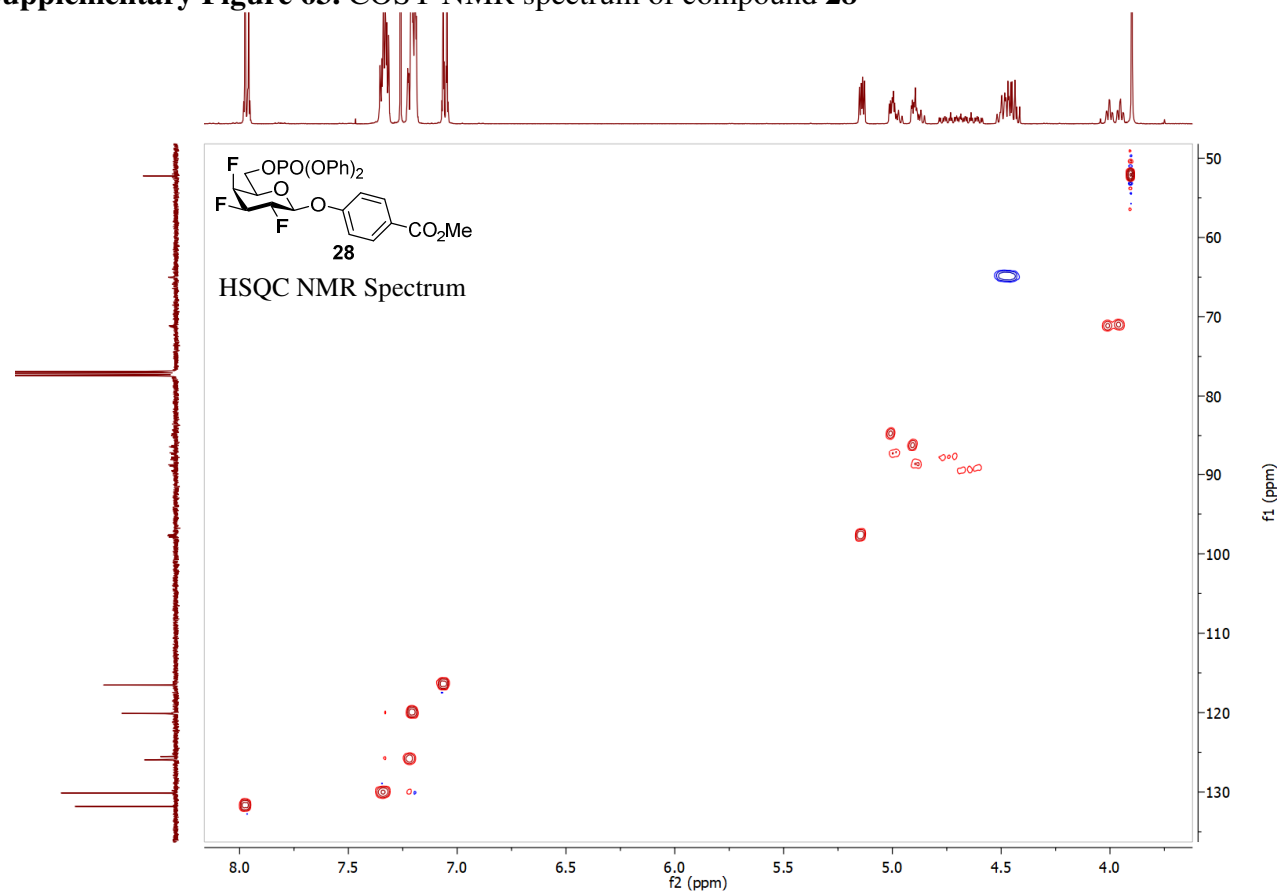 Supplementary Figure 63. COSY NMR spectrum of compound 28
F
OPO(OPh)2
O
F
O
F
CO2Me
28
HSQC NMR Spectrum
50
60
70
80
90
100
110
120
130
f1 (ppm)
8.0 7.5 7.0 6.5 6.0 5.5 5.0 4.5 4.0
f2 (ppm)